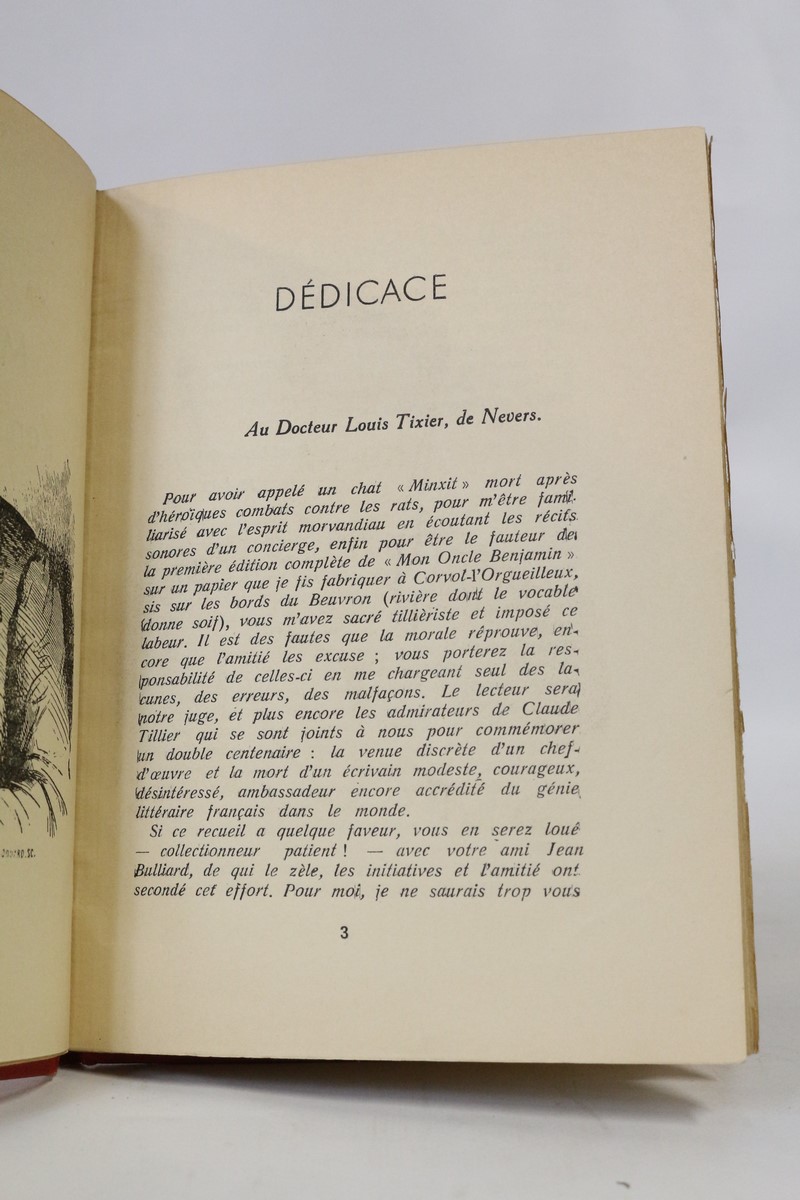 DÉDICACE
Au Docteur Louis Tixier, de Nevers.
Pour avoir appelé un chat « Minxit » mort après
d'héroïques combats contre les rats, pour m'être fami-
liarisé avec l'esprit morvandiau en écoutant les récits
sonores d'un concierge, enfin pour être le fauteur de
la première édition complète de « Mon Oncle Benjamin »
sur un papier que je fis fabriquer à Corvol-l'Orgueilleux,
sis sur les bords du Beuvron (rivière dont le vocable
donne soif), vous m'avez sacré tilliériste et imposé ce
labeur. Il est des fautes que la morale réprouve, en-
core que l'amitié les excuse ; vous porterez la res-
ponsabilité de celles-ci en me chargeant seul des la-
cunes, des erreurs, des malfaçons. Le lecteur sera
notre juge, et plus encore les admirateurs de Claude
Tillier qui se sont joints à nous pour commémorer
un double centenaire : la venue discrète d'un chef-
d'œuvre et la mort d'un écrivain modeste, courageux,
désintéressé, ambassadeur encore accrédité du génie
littéraire français dans le monde.
Si ce recueil a quelque faveur, vous en serez loué
— collectionneur patient ! — avec votre ami Jean
Bulliard, de qui le zèle, les initiatives et l'amitié ont
secondé cet effort. Pour moi, je ne saurais trop vous
3